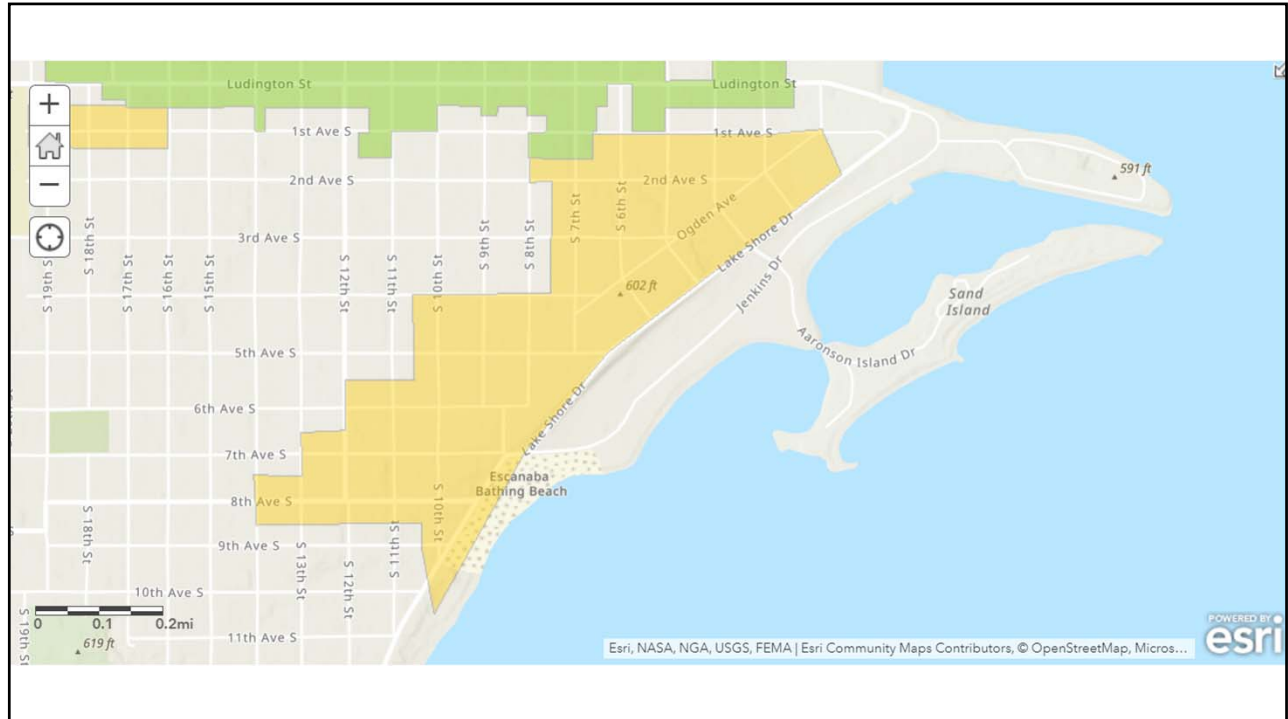 Ludington St
Ludington St
+
−
1st Ave S
1st Ave S
591 ft
2nd Ave S
2nd Ave S
Ogden Ave
S 7th St
S 6th St
S 18th St
3rd Ave S
S 9th St
S 8th St
Lake Shore Dr
S 19th S
S 17th St
S 16th St
S 15th St
S 12th St
S 11th St
S 10th St
602 ft
Jenkins Dr
Sand
Island
Aaronson Island Dr
5th Ave S
6th Ave S
Lake Shore Dr
7th Ave S
Escanaba
Bathing Beach
8th Ave S
S 10th St
S 18th St
9th Ave S
S 13th St
S 12th St
S 11th St
10th Ave S
0 0.1 0.2mi
S 19th S
619 ft
11th Ave S
Esri, NASA, NGA, USGS, FEMA | Esri Community Maps Contributors, © OpenStreetMap, Micros...
POWERED BY
esri